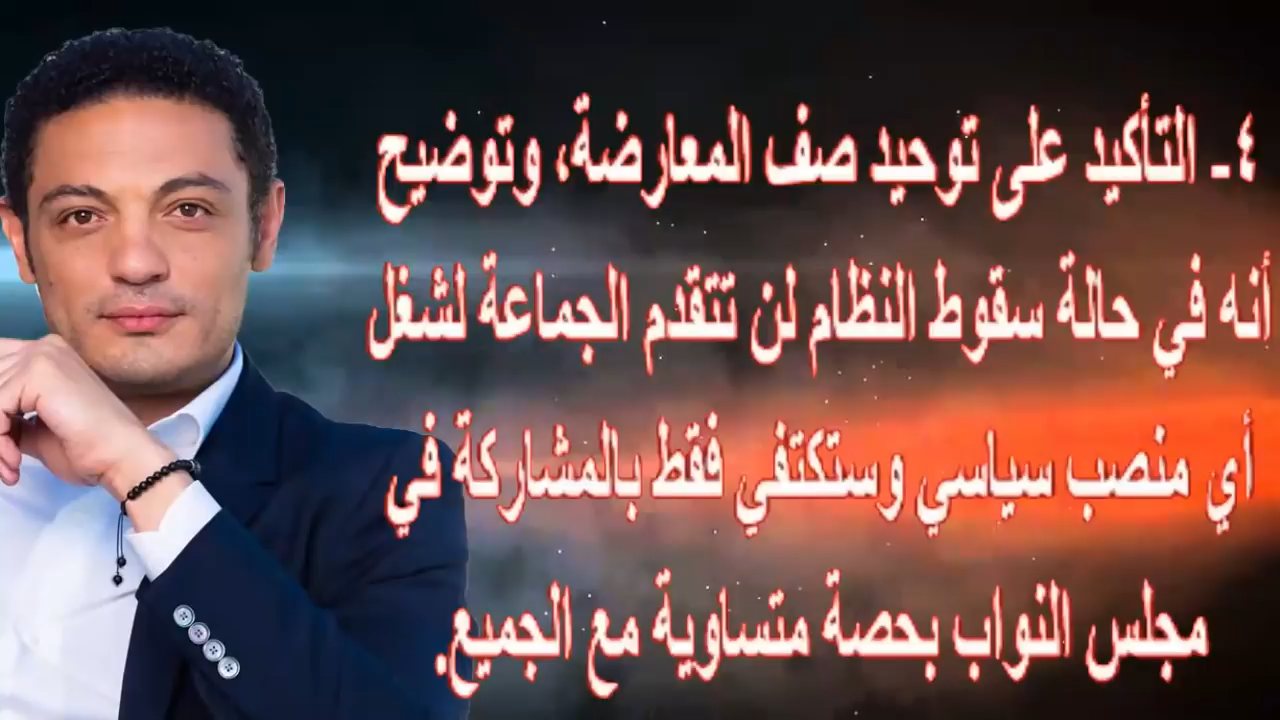 ٤- التأكيد على توحيد صف المعارضة، وتوضيح
أنه في حالة سقوط النظام لن تتقدم الجماعة لشغل
أي منصب سياسي وستكتفي فقط بالمشاركة في
مجلس النواب بحصة متساوية مع الجميع.